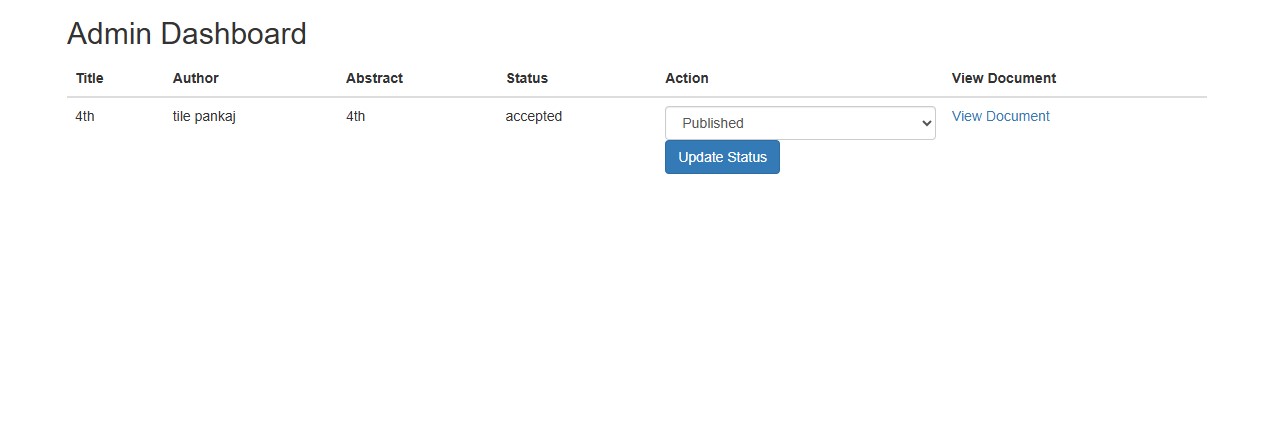 Admin Dashboard
Title Author Abstract Status Action View Document
4th tile pankaj 4th accepted Published View Document
Update Status